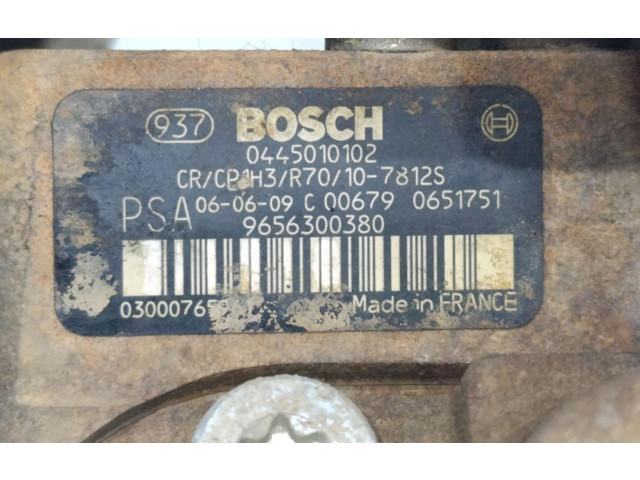 937 BOSCH
0445010102
CR/CP1H3/R70/10-7812S
PSA 06-06-09 C 00679 0651751
9656300380
Made in FRANCE